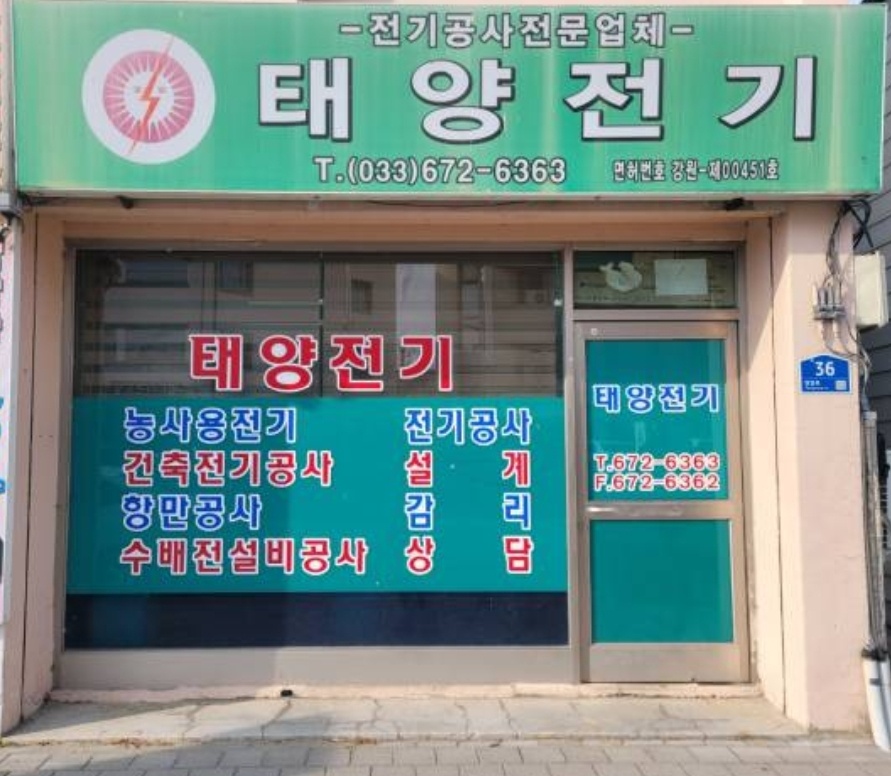 -전기공사전문업체-
태양전기
T.(033)672-6363 면허번호 강원-제00451호
태양전기
농사용전기 전기공사
건축전기공사 설 계
항만공사 감 리
수배전설비공사 상 담
태양전기
T.672-6363
F.672-6362
36